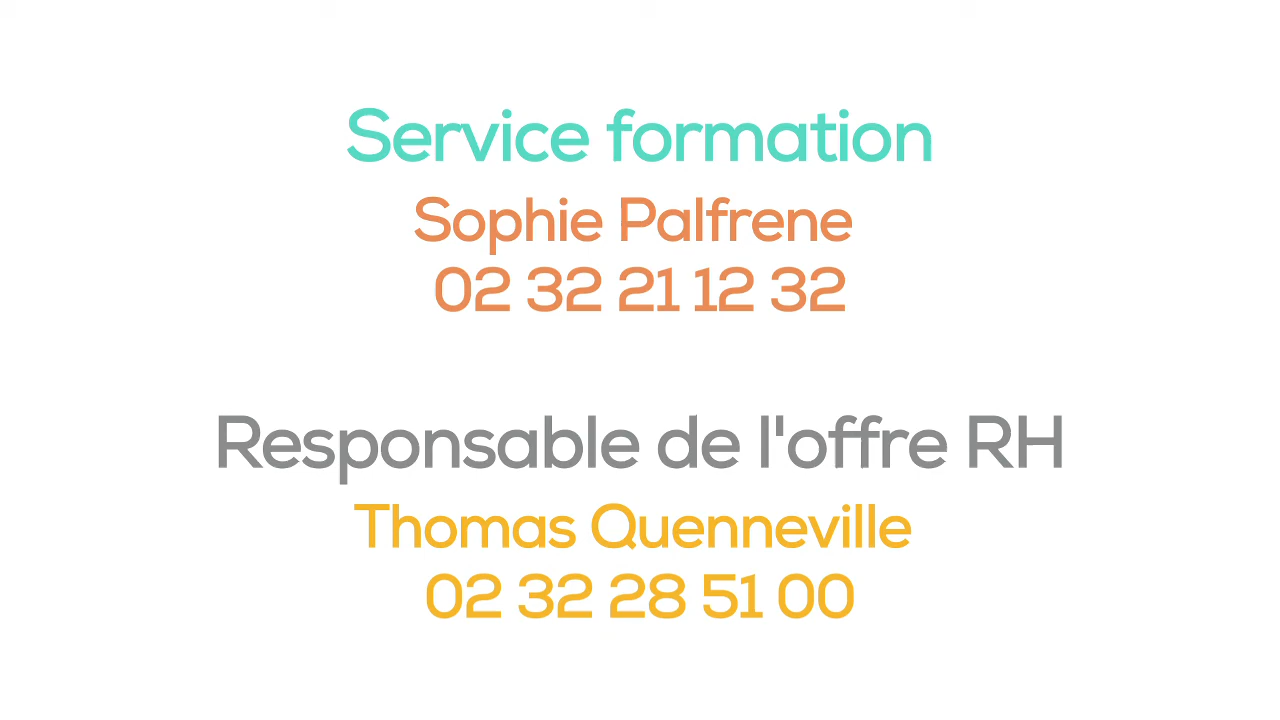 Service formation
Sophie Palfrene
02 32 21 12 32
Responsable de l'offre RH
Thomas Quenneville
02 32 28 51 00